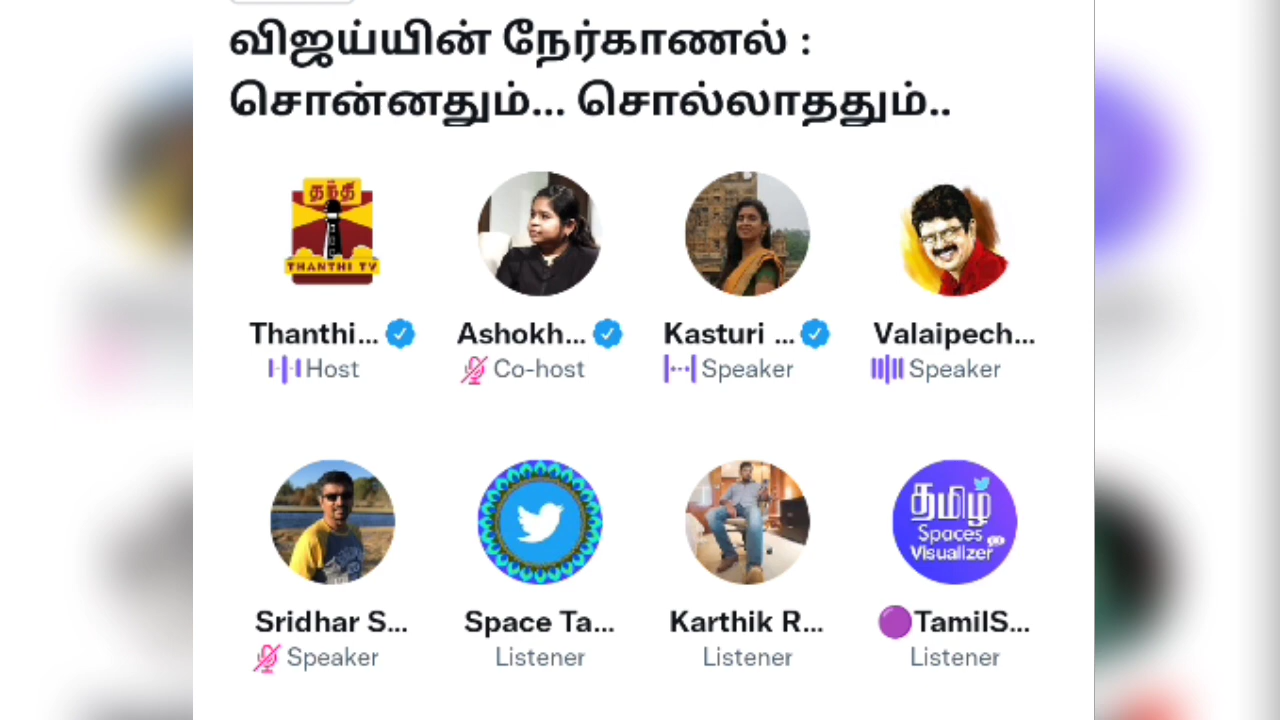 விஜய்யின் நேர்காணல் :
சொன்னதும்... சொல்லாததும்..
தந்தி
THANTHI TV
Thanthi... Ashokh... Kasturi ... Valaipech...
Host Co-host Speaker Speaker
தமிழ்
Spaces
Visualizer
Sridhar S... Space Ta... Karthik R... TamilS...
Speaker Listener Listener Listener